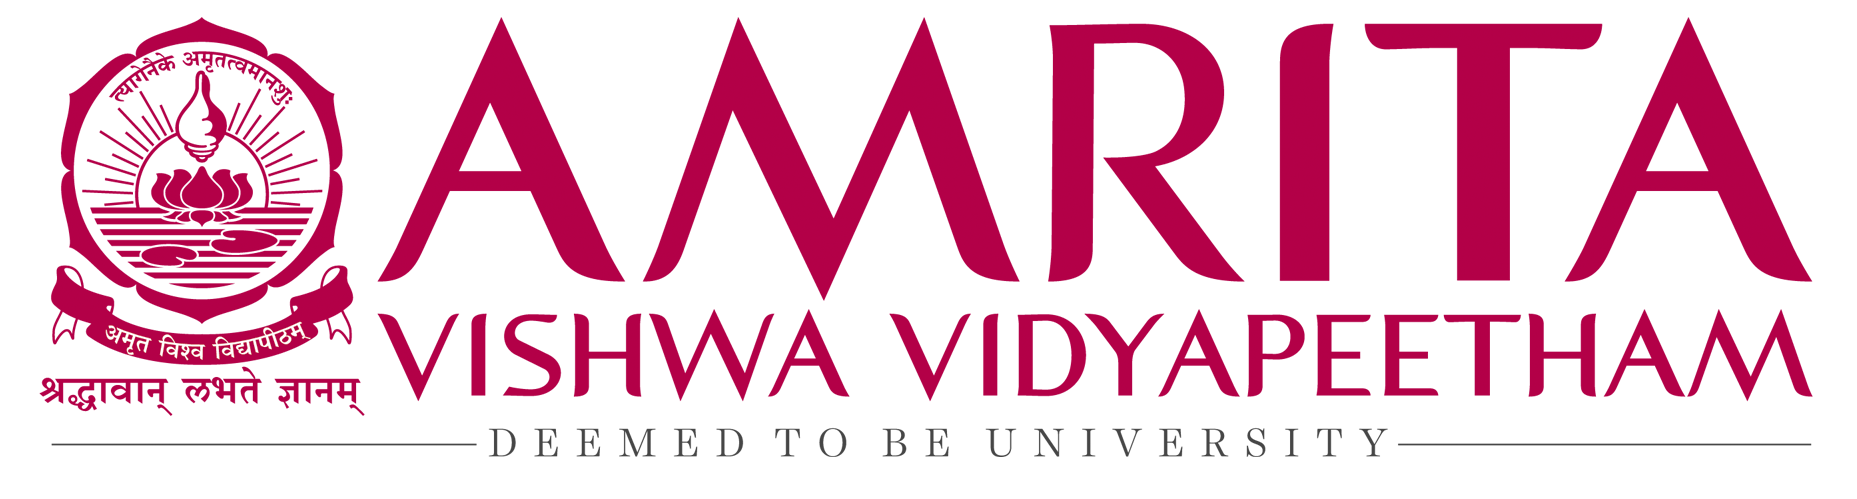 त्यागेनैके अमृतत्वमानशुः
अमृत विश्व विद्यापीठम्
श्रद्धावान् लभते ज्ञानम्
AMRITA
VISHWA VIDYAPEETHAM
DEEMED TO BE UNIVERSITY